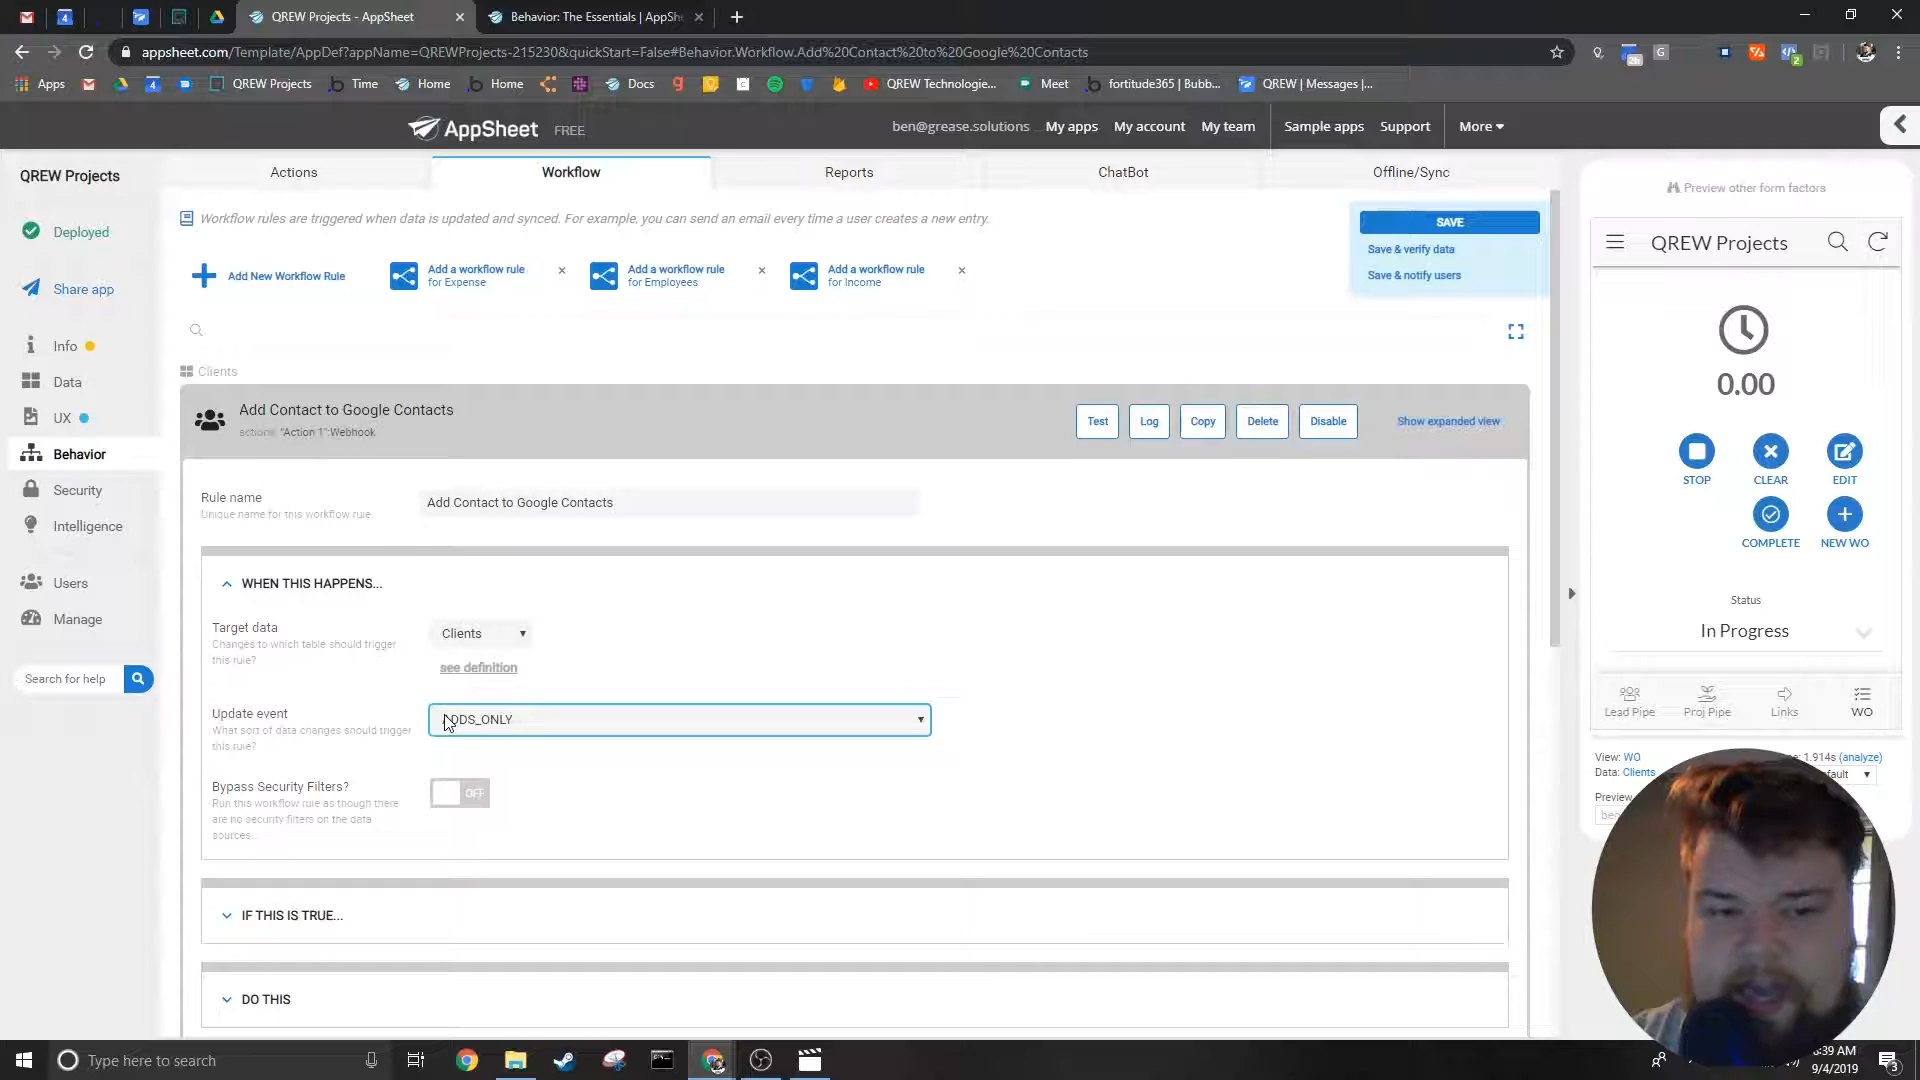 QREW Projects - AppSheet
Behavior: The Essentials | AppSh
appsheet.com/Template/AppDef?appName=QREWProjects-215230&quickStart=False#Behavior.Workflow.Add%20Contact%20to%20Google%20Contacts
Apps
QREW Projects
Time
Home
Home
Docs
QREW Technologie...
Meet
fortitude365 | Bubb...
QREW | Messages |...
AppSheet FREE
ben@grease.solutions
My apps
My account
My team
Sample apps
Support
More
QREW Projects
Deployed
Share app
Info
Data
UX
Behavior
Security
Intelligence
Users
Manage
Search for help
Actions
Workflow
Reports
ChatBot
Offline/Sync
Workflow rules are triggered when data is updated and synced. For example, you can send an email every time a user creates a new entry.
SAVE
Save & verify data
Save & notify users
Add New Workflow Rule
Add a workflow rule
for Expense
Add a workflow rule
for Employees
Add a workflow rule
for Income
Clients
Add Contact to Google Contacts
actions: "Action 1":Webhook
Test
Log
Copy
Delete
Disable
Show expanded view
Rule name
Unique name for this workflow rule.
Add Contact to Google Contacts
WHEN THIS HAPPENS...
Target data
Changes to which table should trigger
this rule?
Clients
see definition
Update event
What sort of data changes should trigger
this rule?
DDS_ONLY
Bypass Security Filters?
Run this workflow rule as though there
are no security filters on the data
sources...
OFF
IF THIS IS TRUE...
DO THIS
Preview other form factors
QREW Projects
0.00
STOP
CLEAR
EDIT
COMPLETE
NEW WO
Status
In Progress
Lead Pipe
Proj Pipe
Links
WO
View: WO
1.914s (analyze)
Data: Clients
fault
Preview
ben
Type here to search
:39 AM
9/4/2019
3